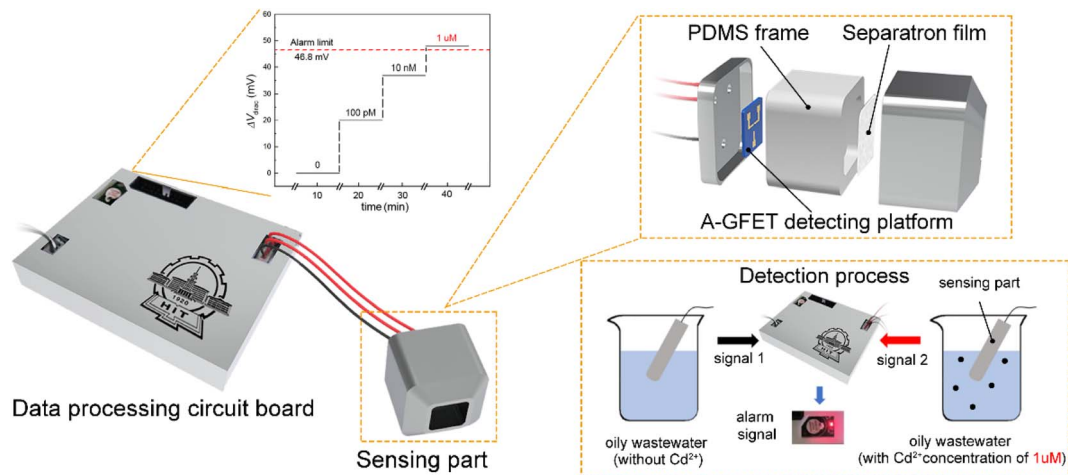 60
50
40
30
20
10
0
ΔVdirac (mV)
Alarm limit
46.8 mV
1 uM
10 nM
100 pM
0
10
20
30
40
time (min)
PDMS frame
Separatron film
A-GFET detecting platform
1920
HIT
Data processing circuit board
Sensing part
Detection process
sensing part
signal 1
signal 2
HIT
alarm
signal
oily wastewater
(without Cd²⁺)
oily wastewater
(with Cd²⁺concentration of 1uM)